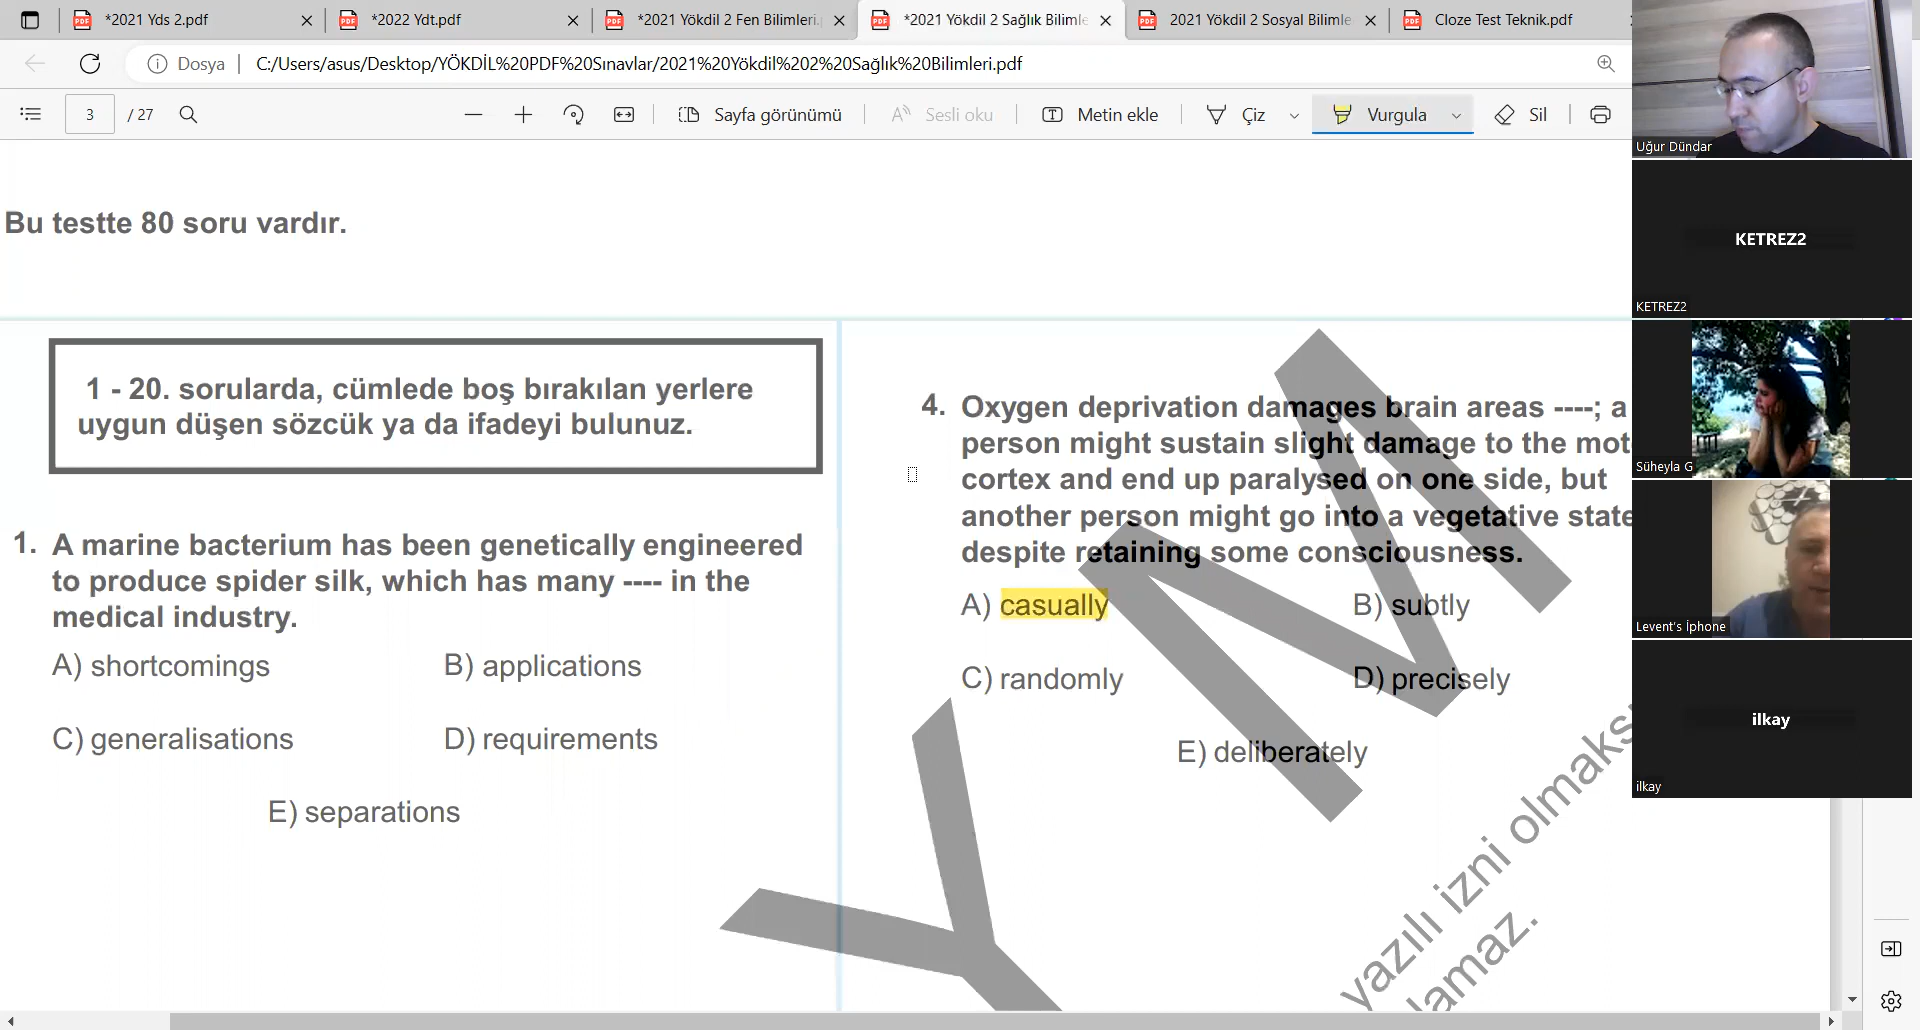 *2021 Yds 2.pdf
*2022 Ydt.pdf
*2021 Yökdil 2 Fen Bilimleri.
*2021 Yökdil 2 Sağlık Bilimle
2021 Yökdil 2 Sosyal Bilimle
Cloze Test Teknik.pdf
Dosya
C:/Users/asus/Desktop/YÖKDİL%20PDF%20Sınavlar/2021%20Yökdil%202%20Sağlık%20Bilimleri.pdf
3 / 27
Sayfa görünümü
Sesli oku
Metin ekle
Çiz
Vurgula
Sil
Bu testte 80 soru vardır.
1 - 20. sorularda, cümlede boş bırakılan yerlere
uygun düşen sözcük ya da ifadeyi bulunuz.
1. A marine bacterium has been genetically engineered
to produce spider silk, which has many ---- in the
medical industry.
A) shortcomings
B) applications
C) generalisations
D) requirements
E) separations
4. Oxygen deprivation damages brain areas ----; a
person might sustain slight damage to the mot
cortex and end up paralysed on one side, but
another person might go into a vegetative state
despite retaining some consciousness.
A) casually
B) subtly
C) randomly
D) precisely
E) deliberately
Y M
yazılı izni olmaks
lamaz.
Uğur Dündar
KETREZ2
KETREZ2
Süheyla G
Levent's İphone
ilkay
ilkay